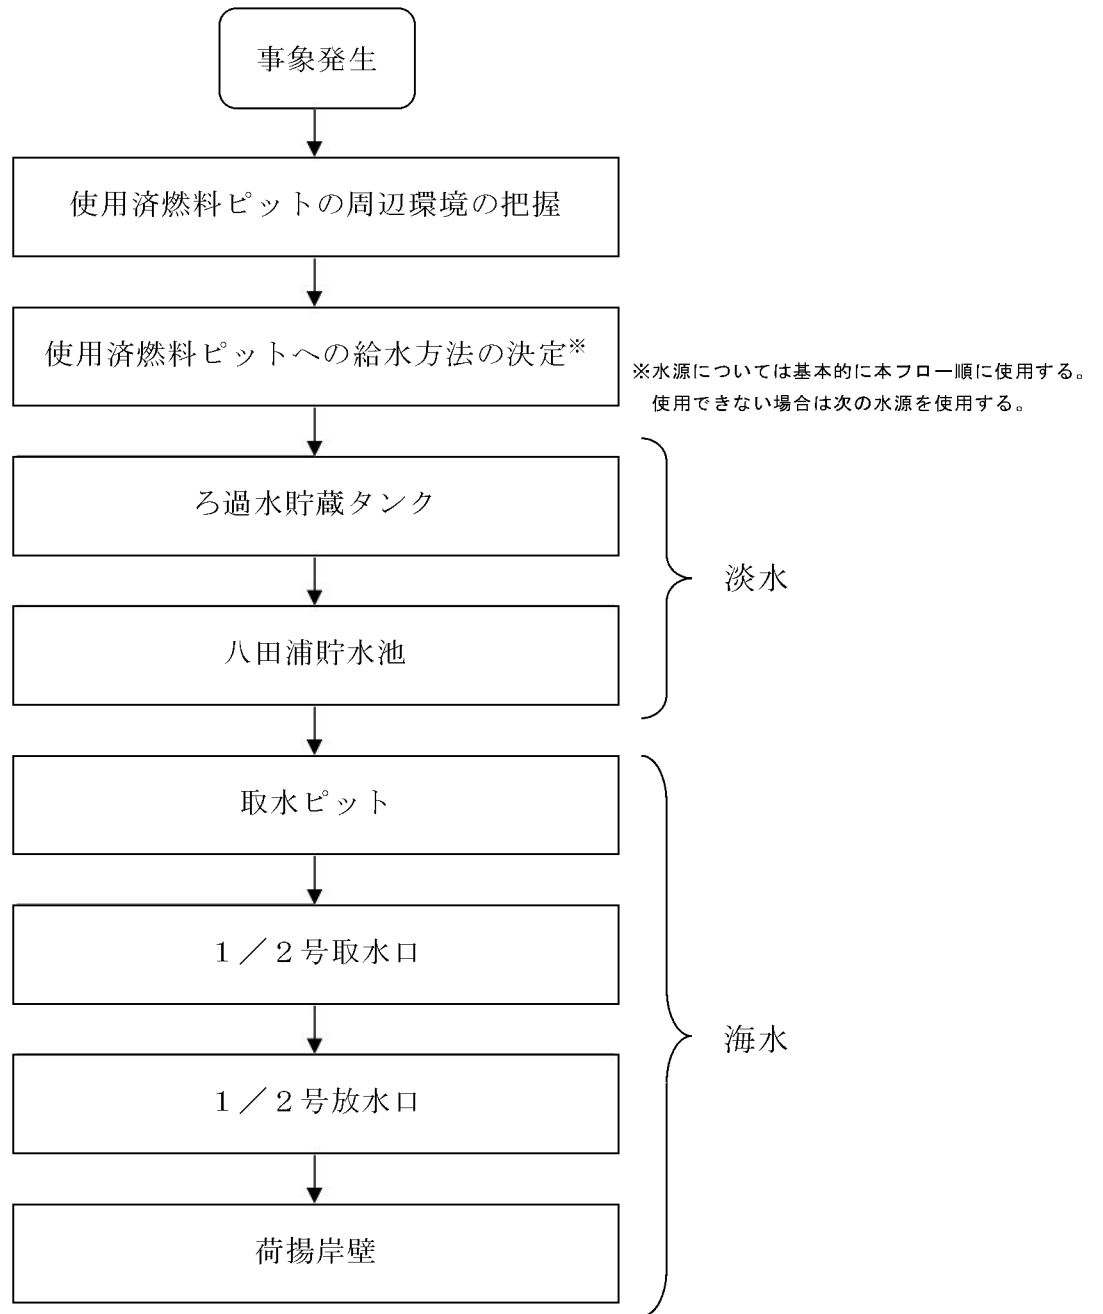 事象発生
使用済燃料ピットの周辺環境の把握
使用済燃料ピットへの給水方法の決定※
※水源については基本的に本フロー順に使用する。
使用できない場合は次の水源を使用する。
ろ過水貯蔵タンク
淡水
八田浦貯水池
取水ピット
１／２号取水口
海水
１／２号放水口
荷揚岸壁